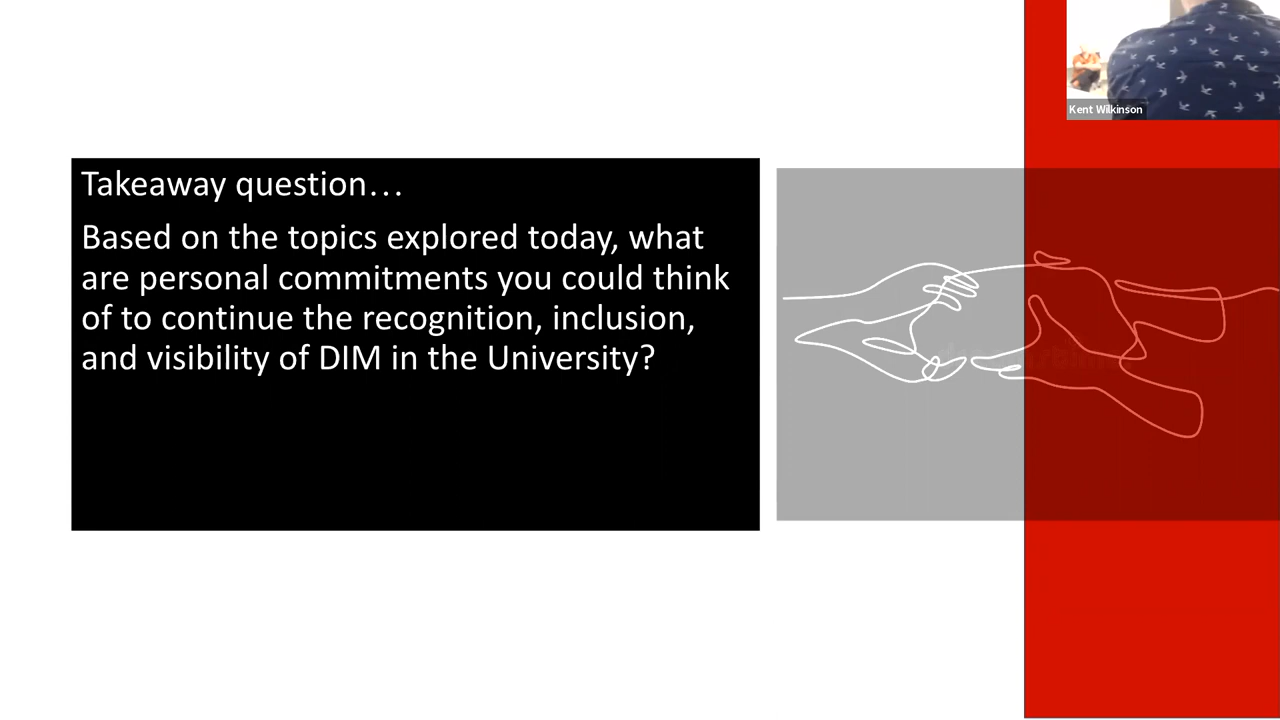 Kent Wilkinson
Takeaway question…
Based on the topics explored today, what
are personal commitments you could think
of to continue the recognition, inclusion,
and visibility of DIM in the University?